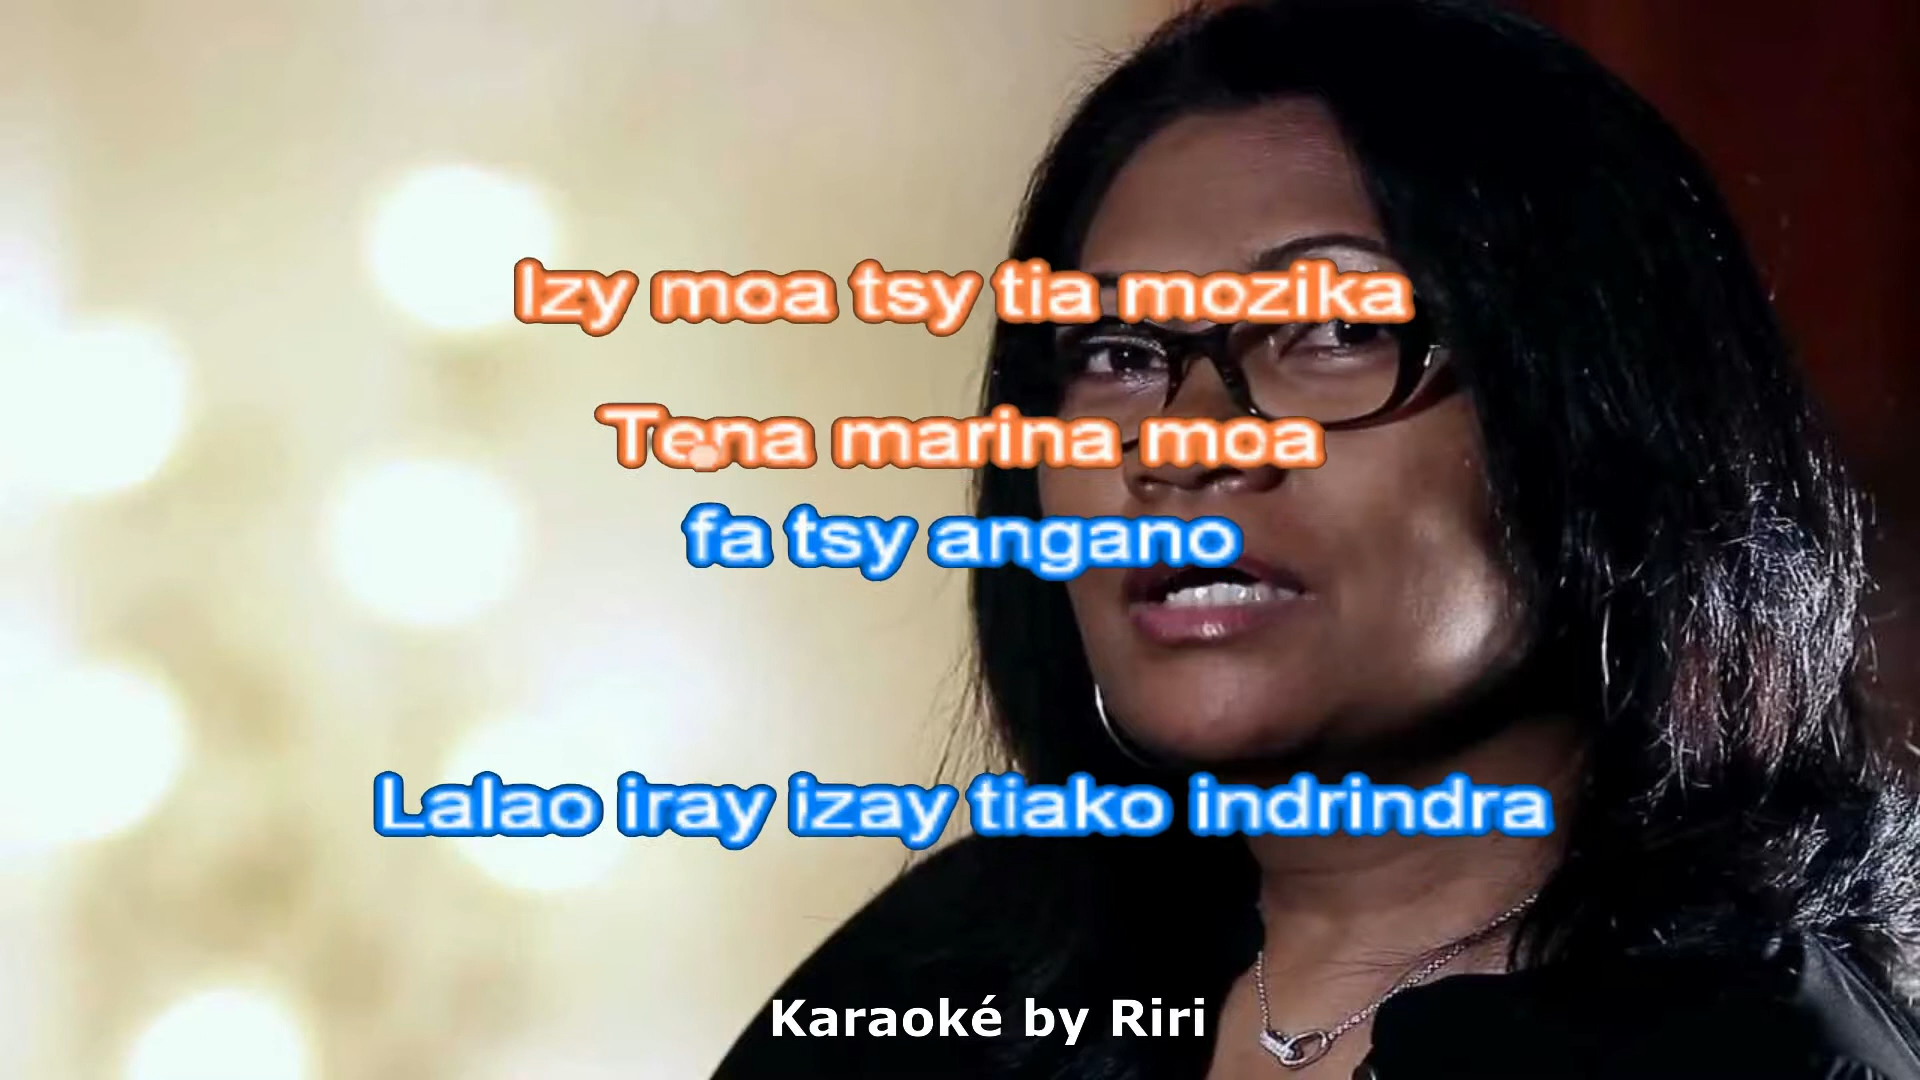 Izy moa tsy tia mozika
Tena marina moa
fa tsy angano
Lalao iray izay tiako indrindra
Karaoké by Riri